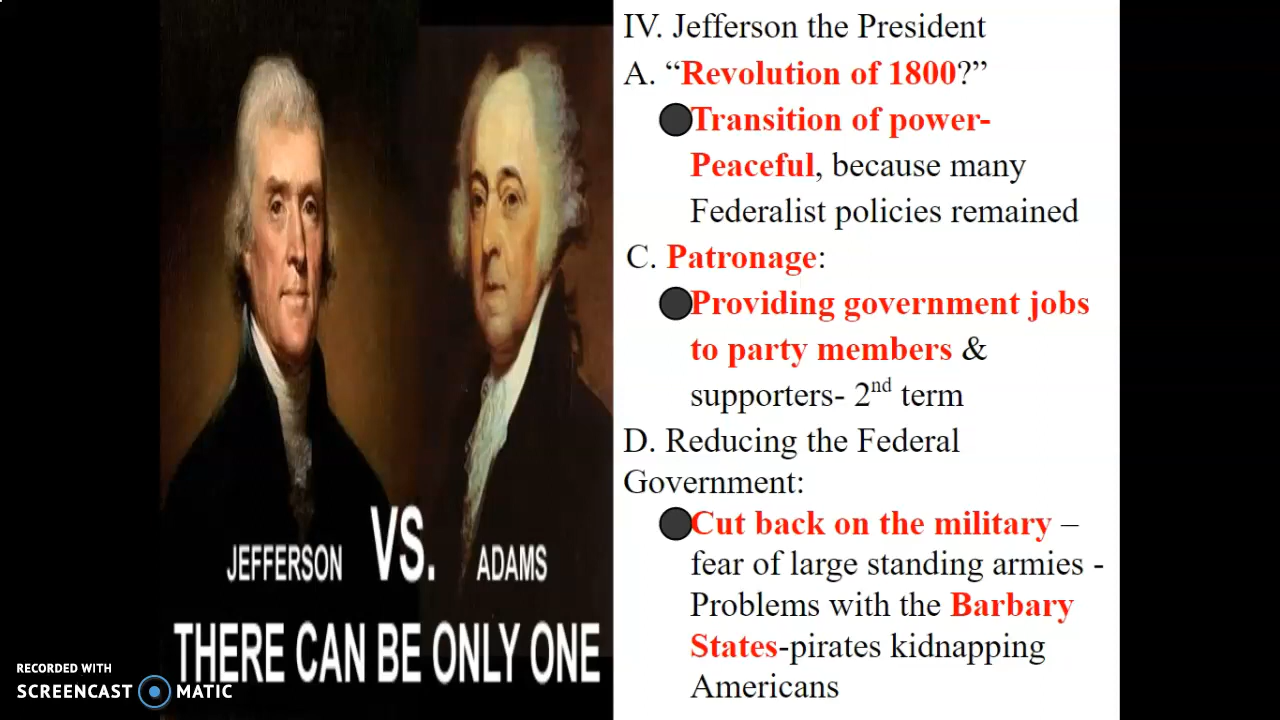 JEFFERSON VS. ADAMS
THERE CAN BE ONLY ONE
RECORDED WITH
SCREENCAST MATIC
IV. Jefferson the President
A. “Revolution of 1800?”
Transition of power-
Peaceful, because many
Federalist policies remained
C. Patronage:
Providing government jobs
to party members &
supporters- 2nd term
D. Reducing the Federal
Government:
Cut back on the military –
fear of large standing armies -
Problems with the Barbary
States-pirates kidnapping
Americans